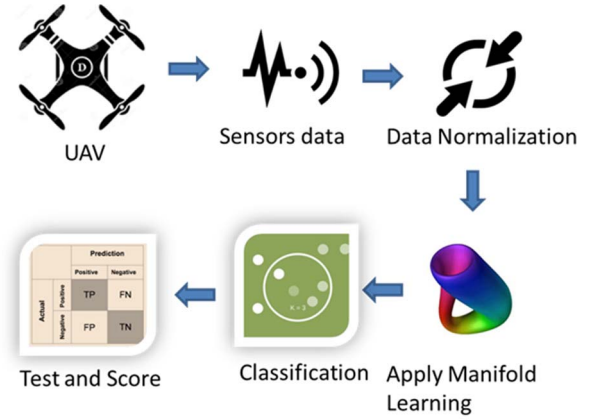 D
UAV
Sensors data
Data Normalization
Prediction
Positive Negative
Actual
Positive
TP FN
Negative
FP TN
Test and Score
K = 3
Classification
Apply Manifold
Learning